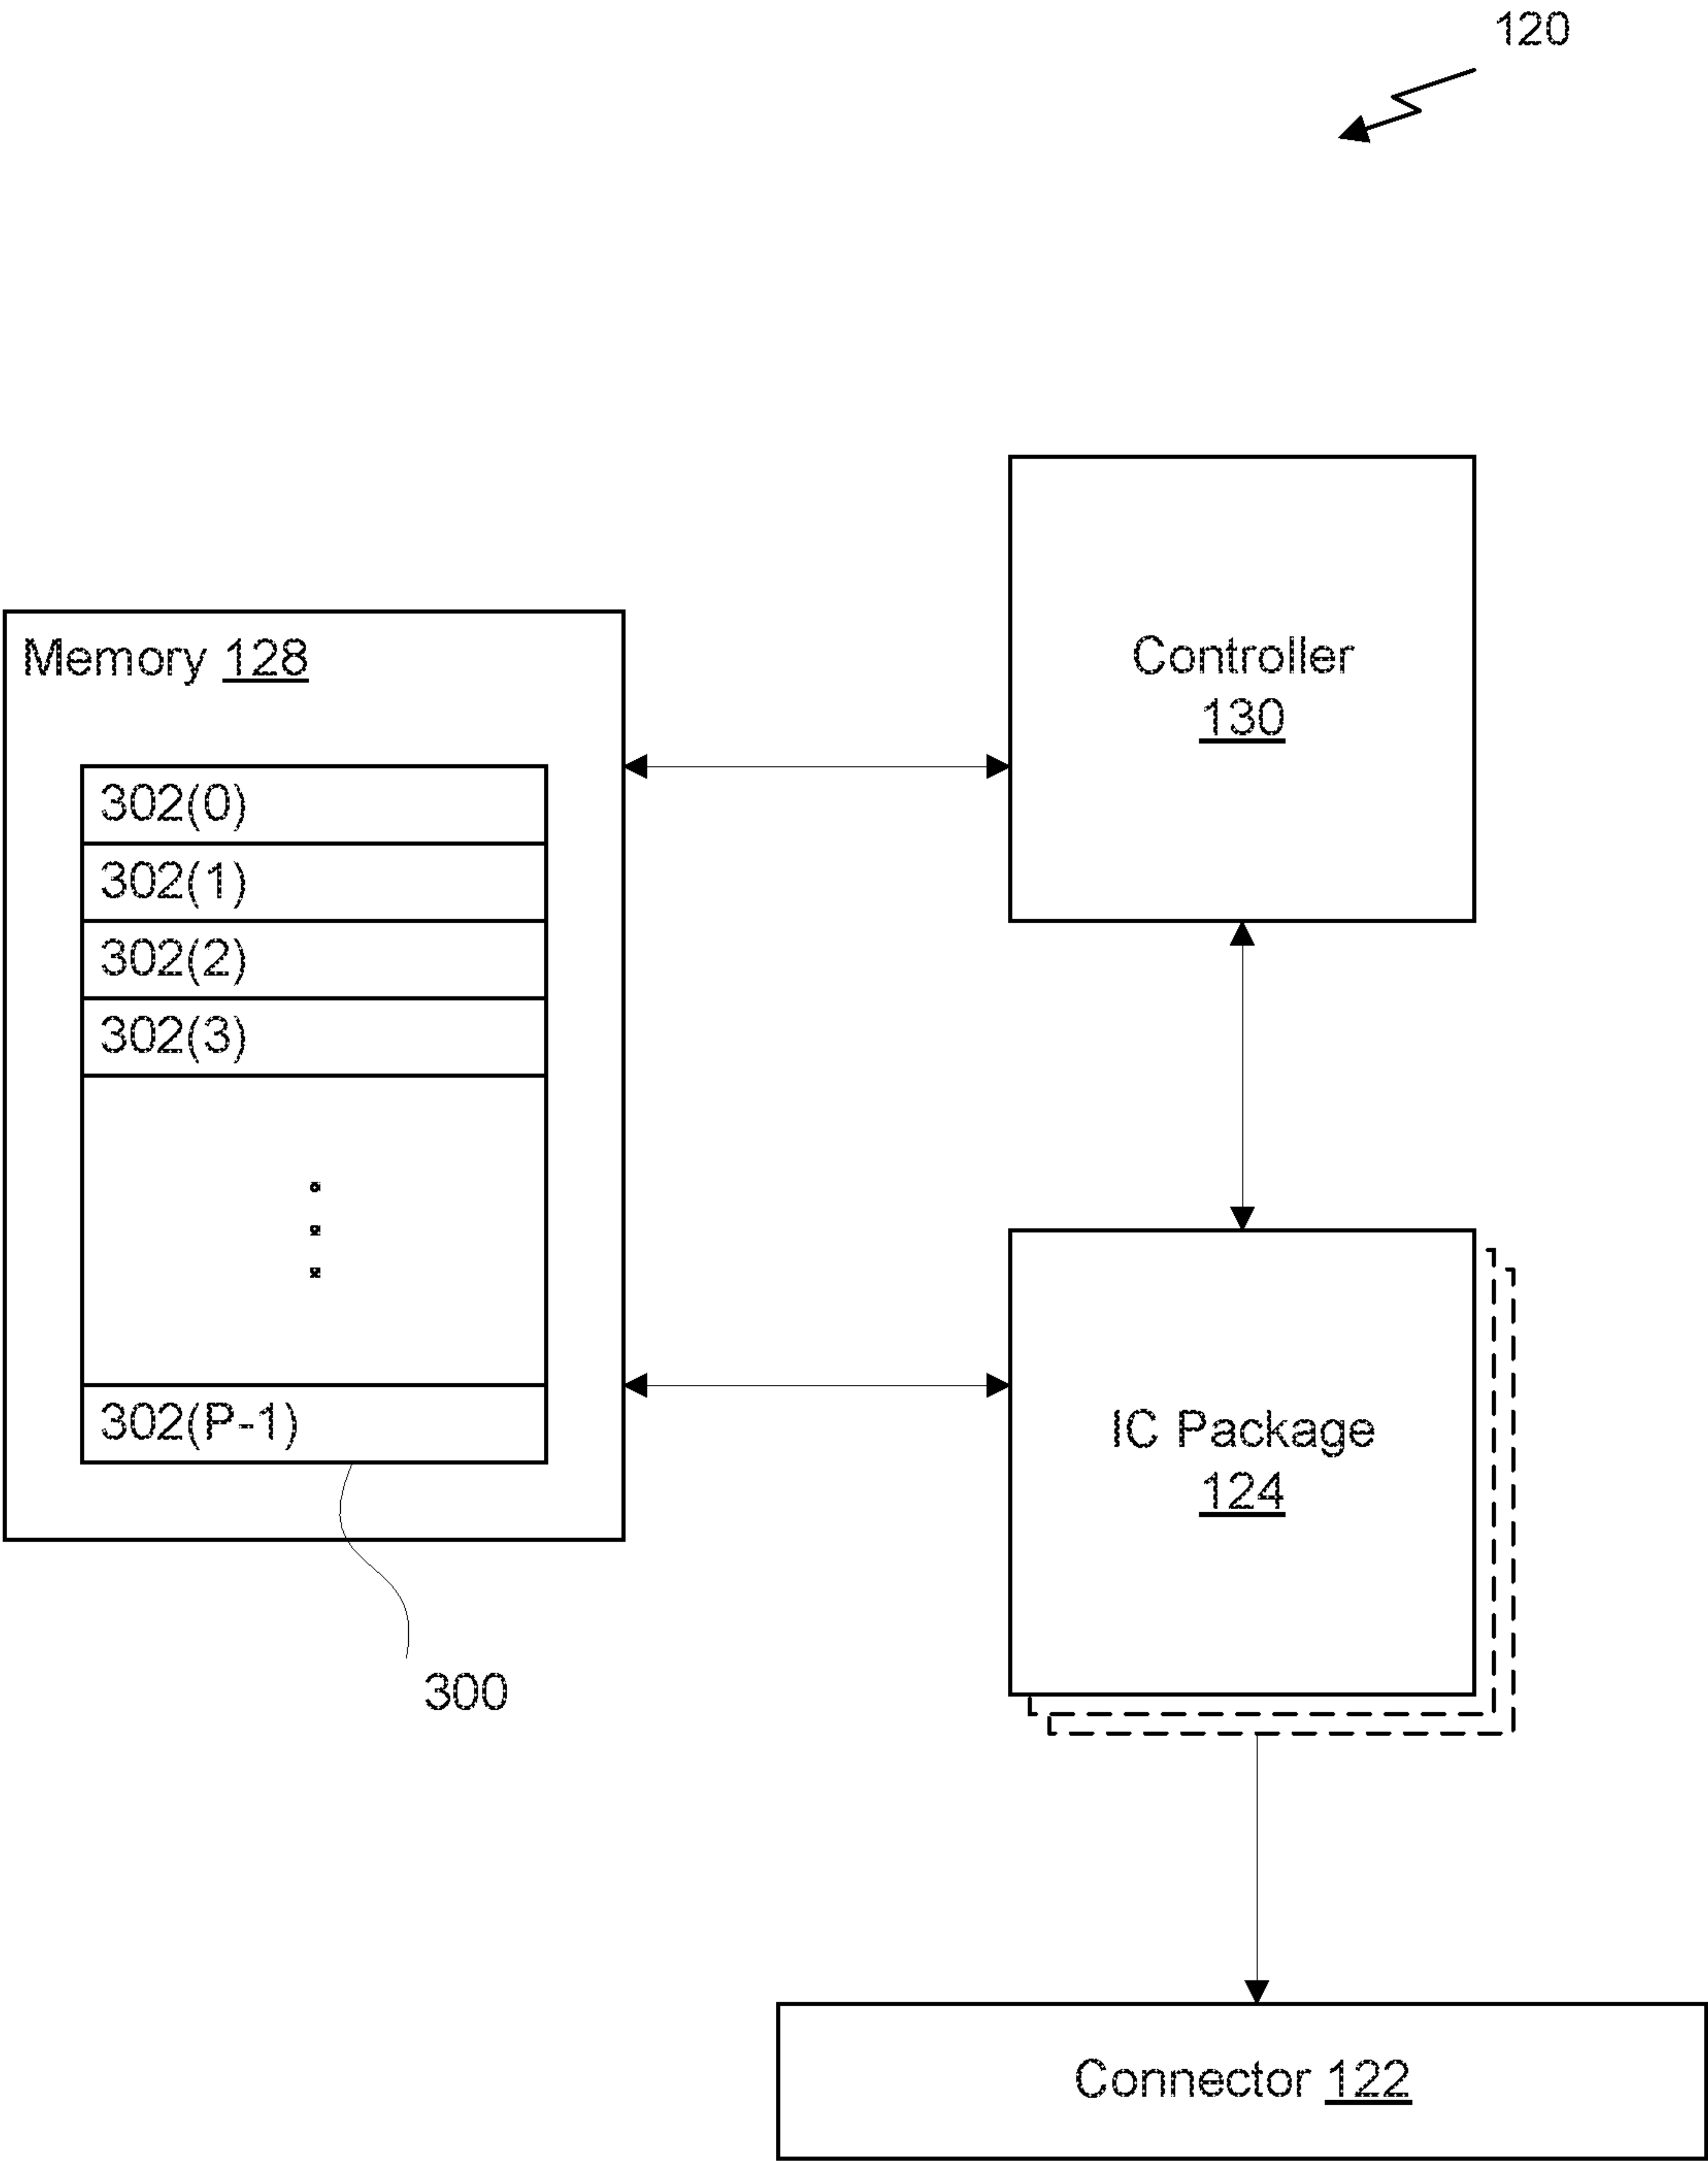 120
Memory 128
Controller
130
302(0)
302(1)
302(2)
302(3)
302(P-1)
IC Package
124
300
Connector 122